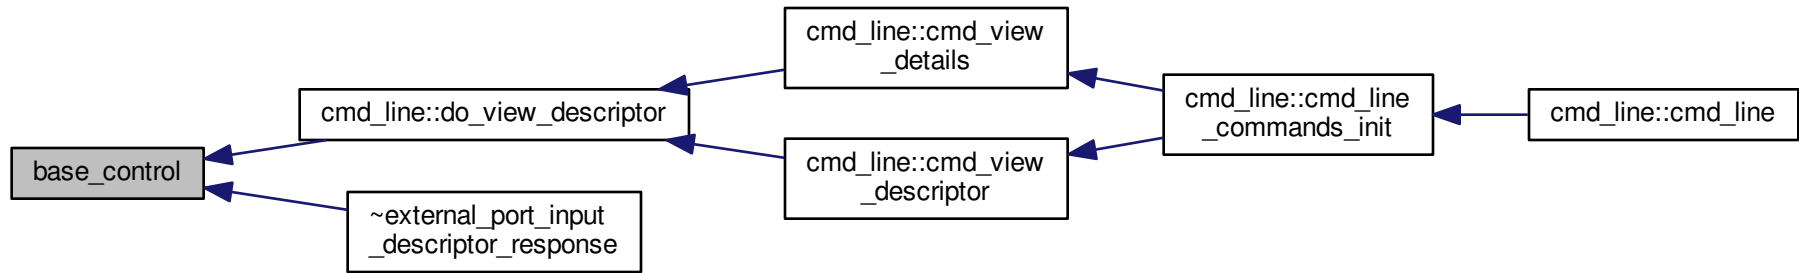 base_control
cmd_line::do_view_descriptor
~external_port_input
_descriptor_response
cmd_line::cmd_view
_details
cmd_line::cmd_view
_descriptor
cmd_line::cmd_line
_commands_init
cmd_line::cmd_line